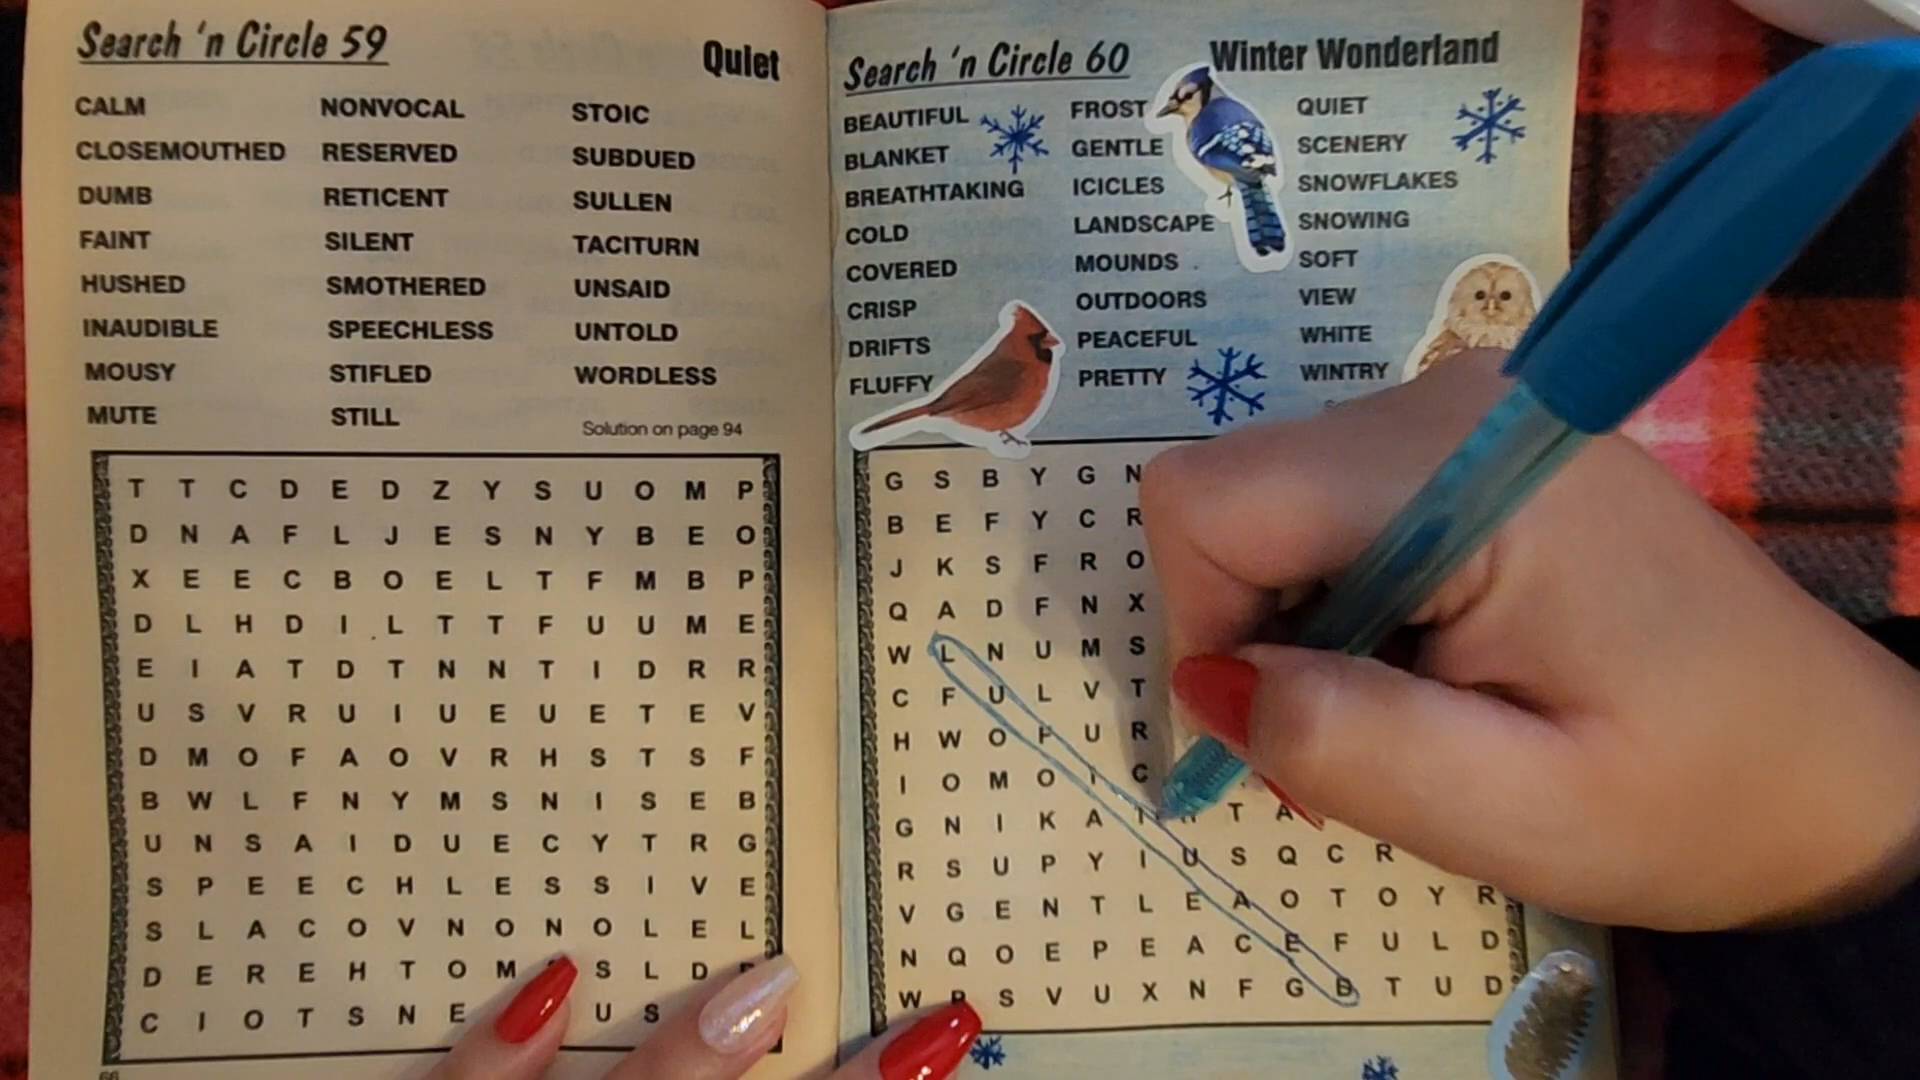 Search 'n Circle 59
Quiet
CALM
CLOSEMOUTHED
DUMB
FAINT
HUSHED
INAUDIBLE
MOUSY
MUTE
NONVOCAL
RESERVED
RETICENT
SILENT
SMOTHERED
SPEECHLESS
STIFLED
STILL
STOIC
SUBDUED
SULLEN
TACITURN
UNSAID
UNTOLD
WORDLESS
Solution on page 94
T T C D E D Z Y S U O M P
D N A F L J E S N Y B E O
X E E C B O E L T F M B P
D L H D I L T T F U U M E
E I A T D T N N T I D R R
U S V R U I U E U E T E V
D M O F A O V R H S T S F
B W L F N Y M S N I S E B
U N S A I D U E C Y T R G
S P E E C H L E S S I V E
S L A C O V N O N O L E L
D E R E H T O M S L D
C I O T S N E U S
66
Search 'n Circle 60
Winter Wonderland
BEAUTIFUL
BLANKET
BREATHTAKING
COLD
COVERED
CRISP
DRIFTS
FLUFFY
FROST
GENTLE
ICICLES
LANDSCAPE
MOUNDS
OUTDOORS
PEACEFUL
PRETTY
QUIET
SCENERY
SNOWFLAKES
SNOWING
SOFT
VIEW
WHITE
WINTRY
G S B Y G N
B E F Y C R
J K S F R O
Q A D F N X
W L N U M S
C F U L V T
H W O F U R
I O M O I C
G N I K A T H T A
R S U P Y I U S Q C R
V G E N T L E A O T O Y R
N Q O E P E A C E F U L D
W P S V U X N F G B T U D